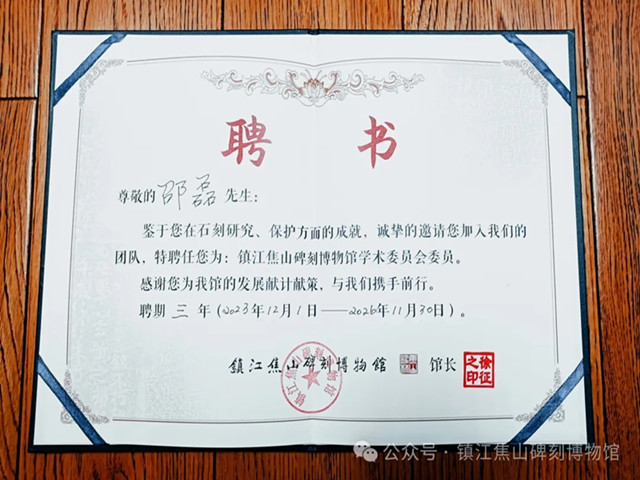 聘 书
尊敬的 邵磊 先生：
鉴于您在石刻研究、保护方面的成就，诚挚的邀请您加入我们的
团队，特聘任您为：镇江焦山碑刻博物馆学术委员会委员。
感谢您为我馆的发展献计献策，与我们携手前行。
聘期 三 年（2023年12月1日——2026年11月30日）。
鎮江焦山碑刻博物館 馆长 徐征之印
公众号·镇江焦山碑刻博物馆